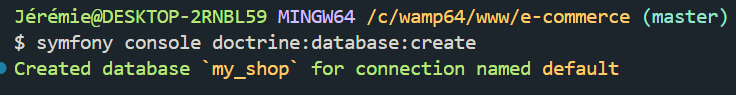 Jérémie@DESKTOP-2RNBL59 MINGW64 /c/wamp64/www/e-commerce (master)
$ symfony console doctrine:database:create
Created database `my_shop` for connection named default